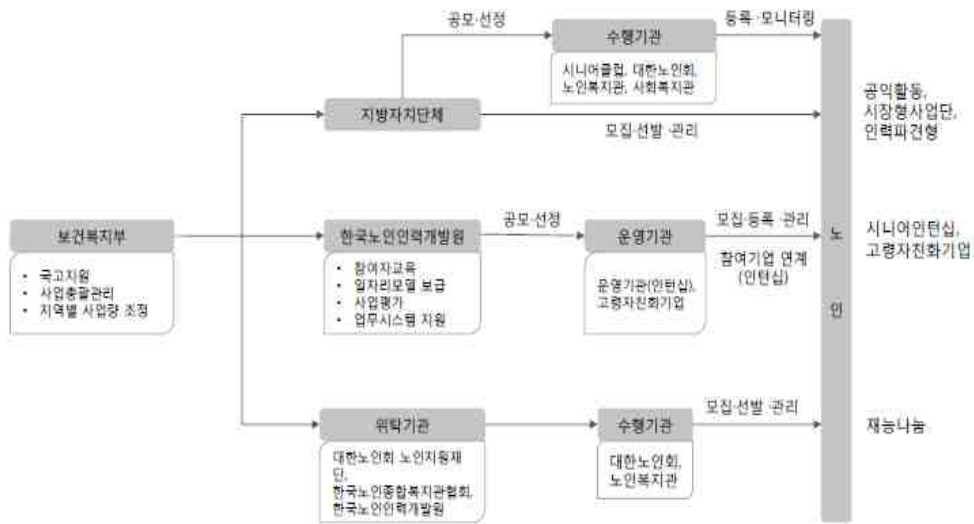 공모·선정
등록·모니터링
수행기관
시니어클럽, 대한노인회,
노인복지관, 사회복지관
지방자치단체
모집·선발·관리
공익활동,
시장형사업단,
인력파견형
보건복지부
• 국고지원
• 사업총괄관리
• 지역별 사업량 조정
한국노인인력개발원
• 참여자교육
• 일자리모델 보급
• 사업평가
• 업무시스템 지원
공모·선정
운영기관
운영기관(인턴십),
고령자친화기업
모집·등록·관리
참여기업 연계
(인턴십)
노
인
시니어인턴십,
고령자친화기업
위탁기관
대한노인회 노인지원재
단,
한국노인종합복지관협회,
한국노인인력개발원
수행기관
대한노인회,
노인복지관
모집·선발·관리
재능나눔